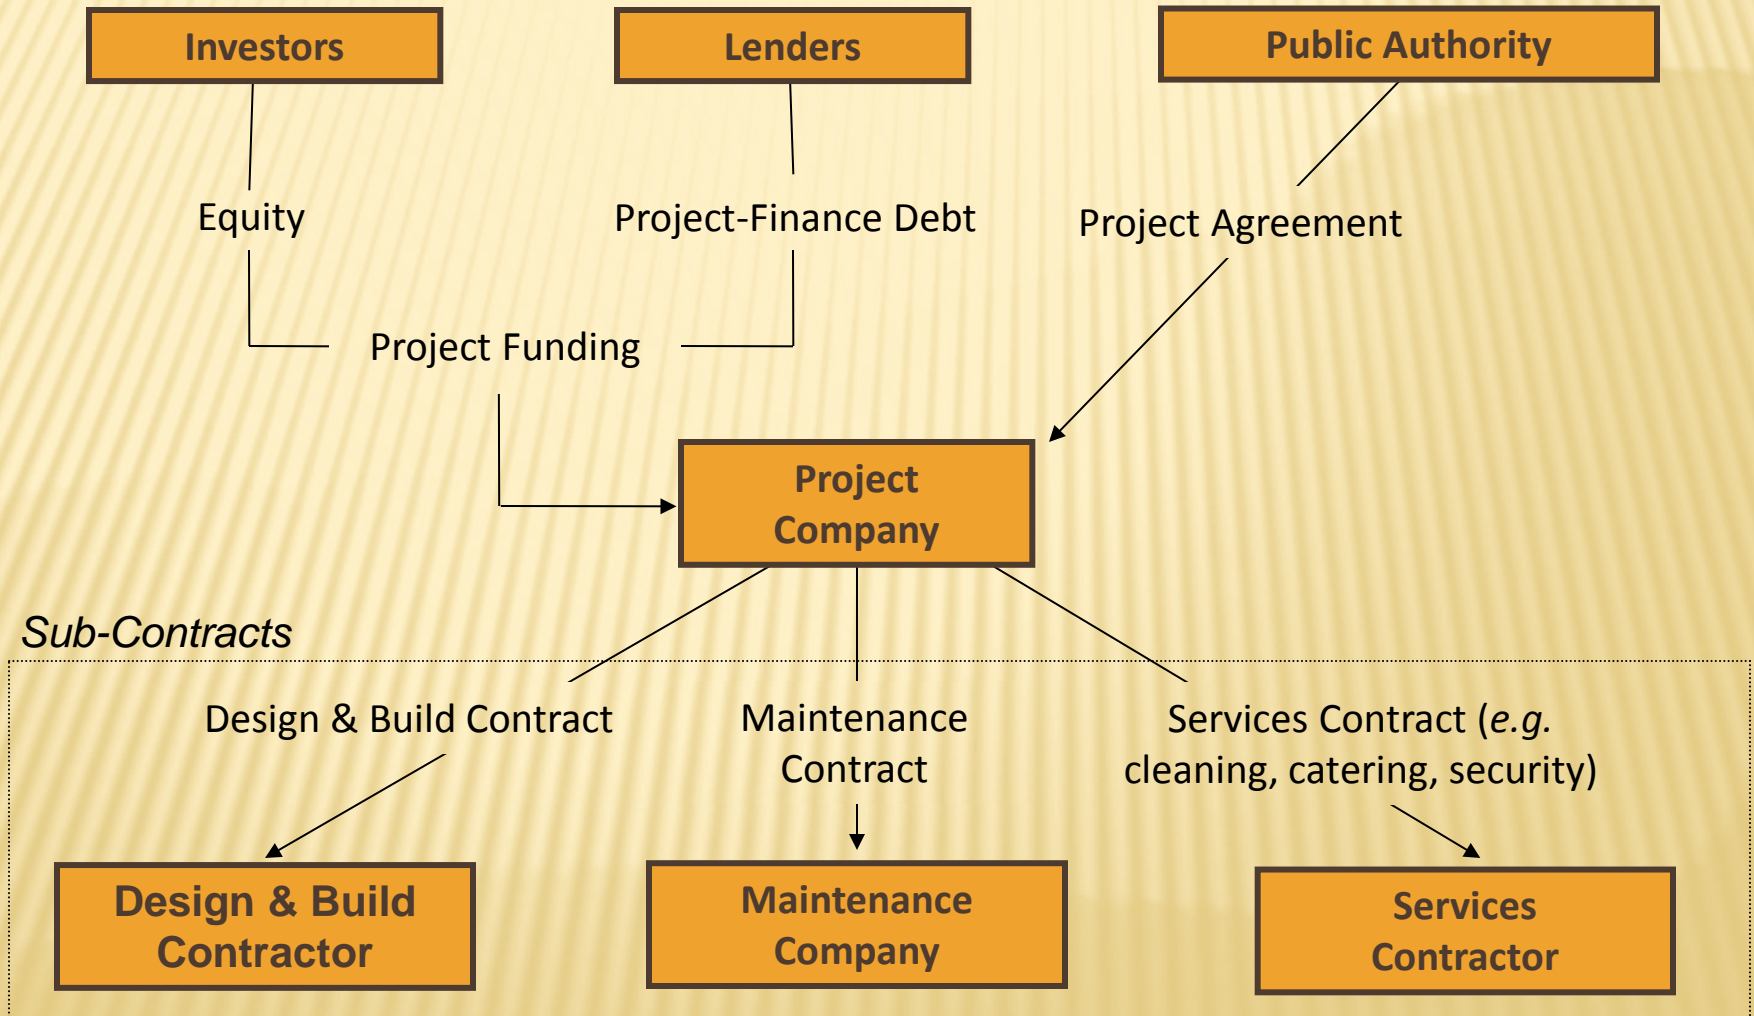 Investors
Lenders
Public Authority
Equity
Project-Finance Debt
Project Agreement
Project Funding
Project
Company
Sub-Contracts
Design & Build Contract
Maintenance
Contract
Services Contract (e.g.
cleaning, catering, security)
Design & Build
Contractor
Maintenance
Company
Services
Contractor